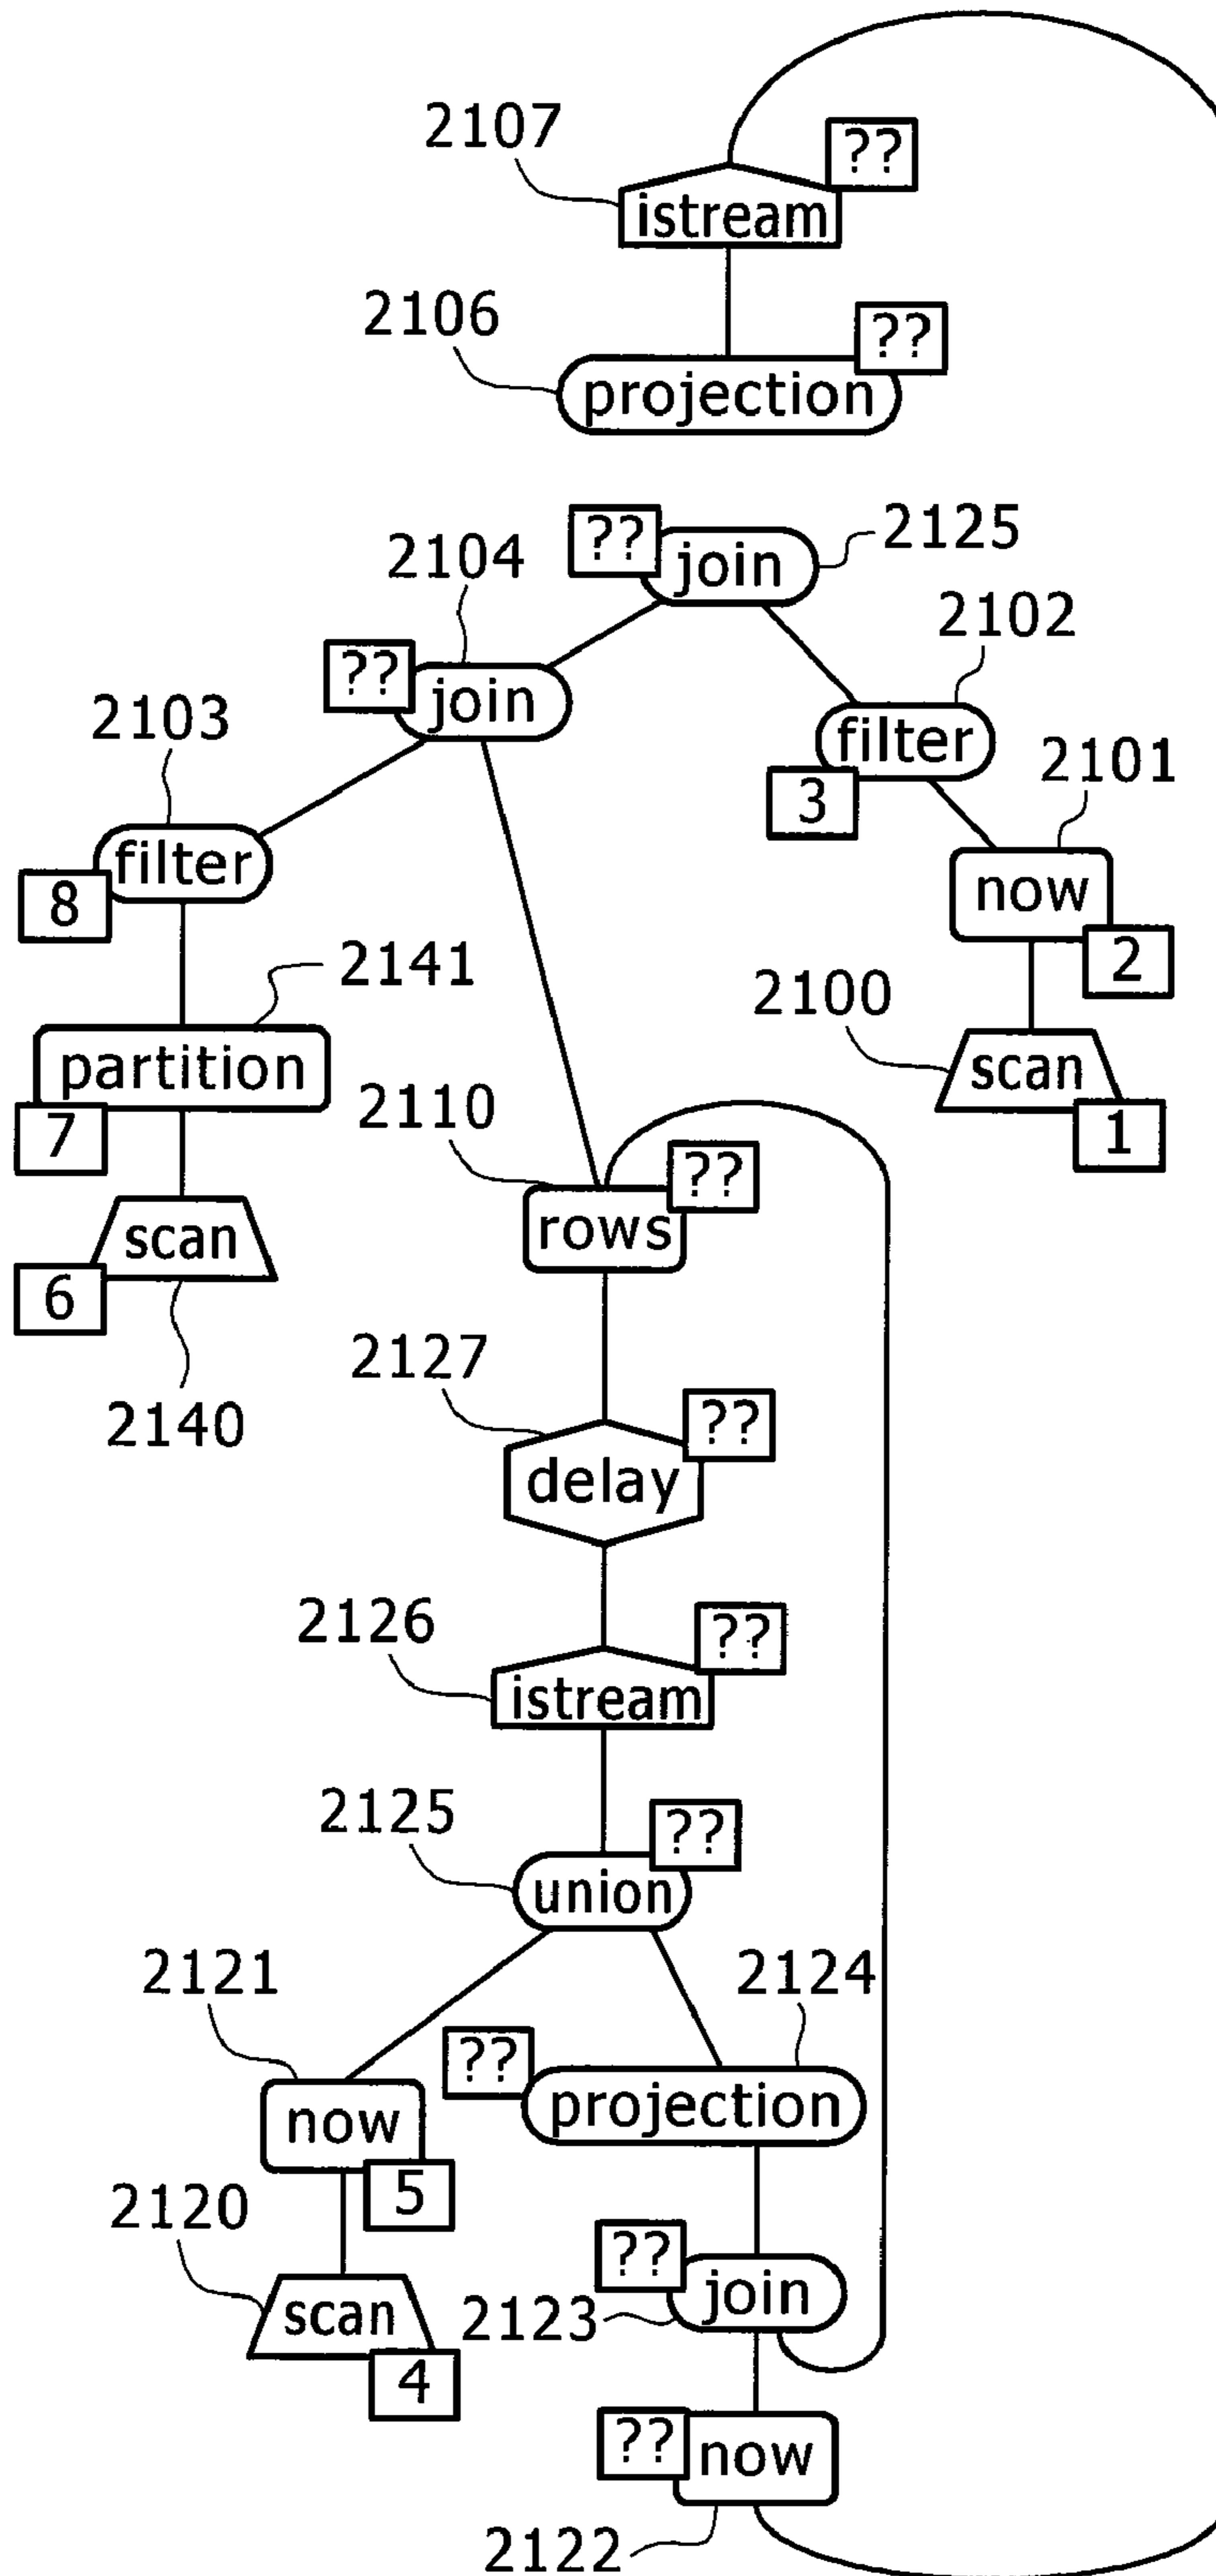 2107
??
istream
2106
??
projection
??
join
2125
2104
??
join
2102
filter
3
2103
filter
8
2101
now
2
2141
partition
7
2100
scan
1
2110
??
rows
scan
6
2140
2127
??
delay
2126
??
istream
2125
??
union
2121
now
5
2124
??
projection
2120
scan
4
??
join
2123
??
now
2122